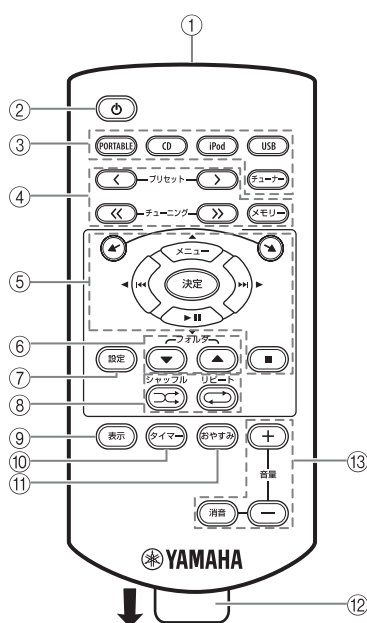 ①
②
③
PORTABLE CD iPod USB
チューナー
④
プリセット
チューニング メモリー
⑤
メニュー
決定
⑥
フォルダ
⑦
設定
シャッフル リピート
⑧
⑨
表示 タイマー おやすみ
⑩
⑪
音量
⑬
消音
YAMAHA
⑫